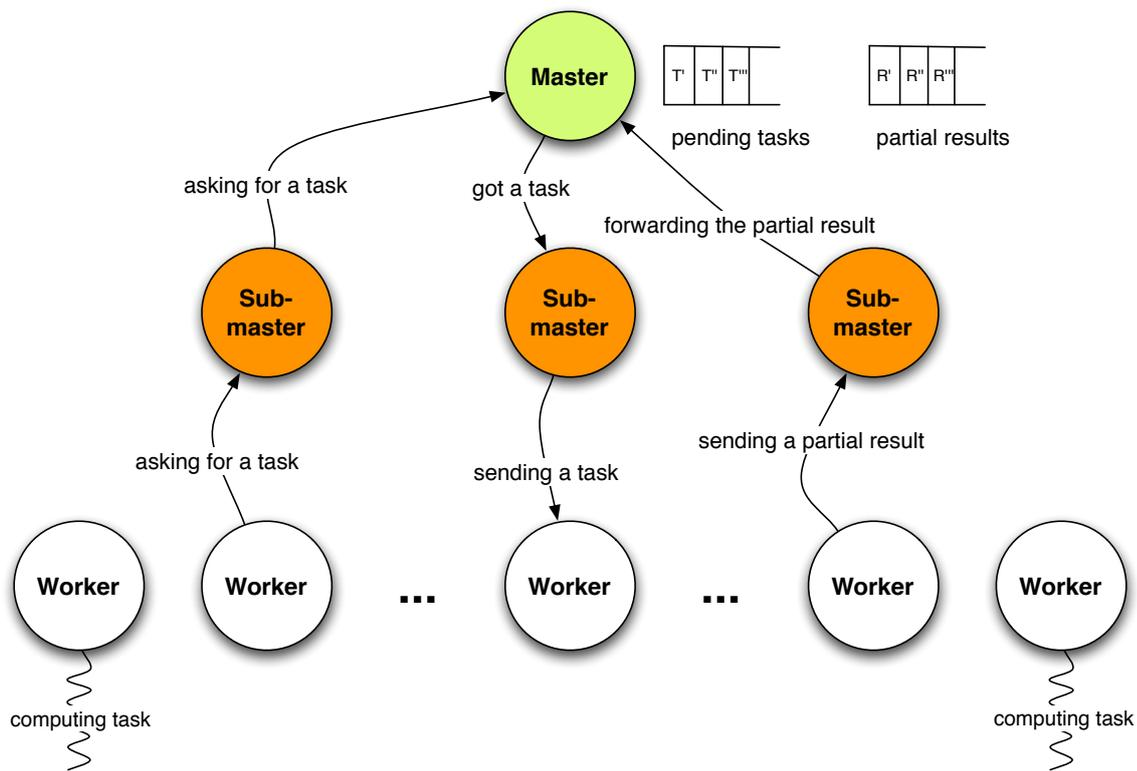 Master
T' T'' T'''
R' R'' R'''
pending tasks
partial results
asking for a task
got a task
forwarding the partial result
Sub-
master
Sub-
master
Sub-
master
asking for a task
sending a task
sending a partial result
Worker
Worker
...
Worker
...
Worker
Worker
computing task
computing task